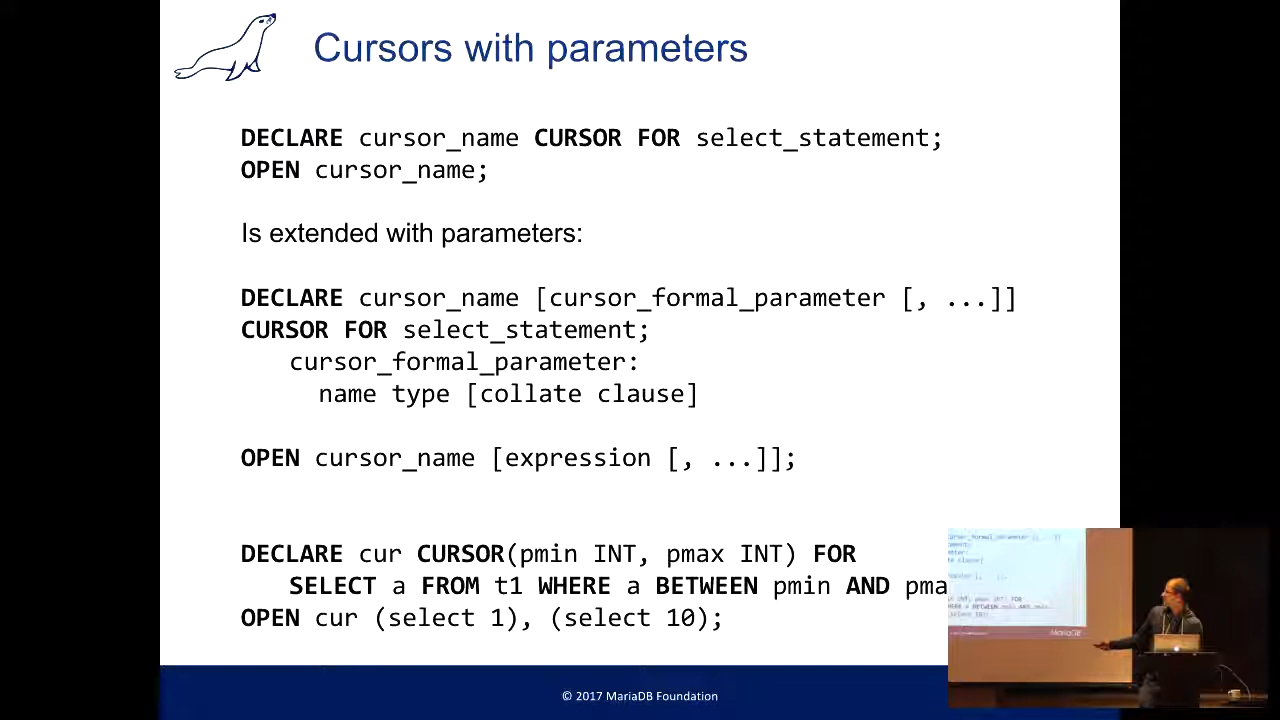 Cursors with parameters
DECLARE cursor_name CURSOR FOR select_statement;
OPEN cursor_name;
Is extended with parameters:
DECLARE cursor_name [cursor_formal_parameter [, ...]]
CURSOR FOR select_statement;
cursor_formal_parameter:
name type [collate clause]
OPEN cursor_name [expression [, ...]];
DECLARE cur CURSOR(pmin INT, pmax INT) FOR
SELECT a FROM t1 WHERE a BETWEEN pmin AND pma
OPEN cur (select 1), (select 10);
© 2017 MariaDB Foundation
MariaDB